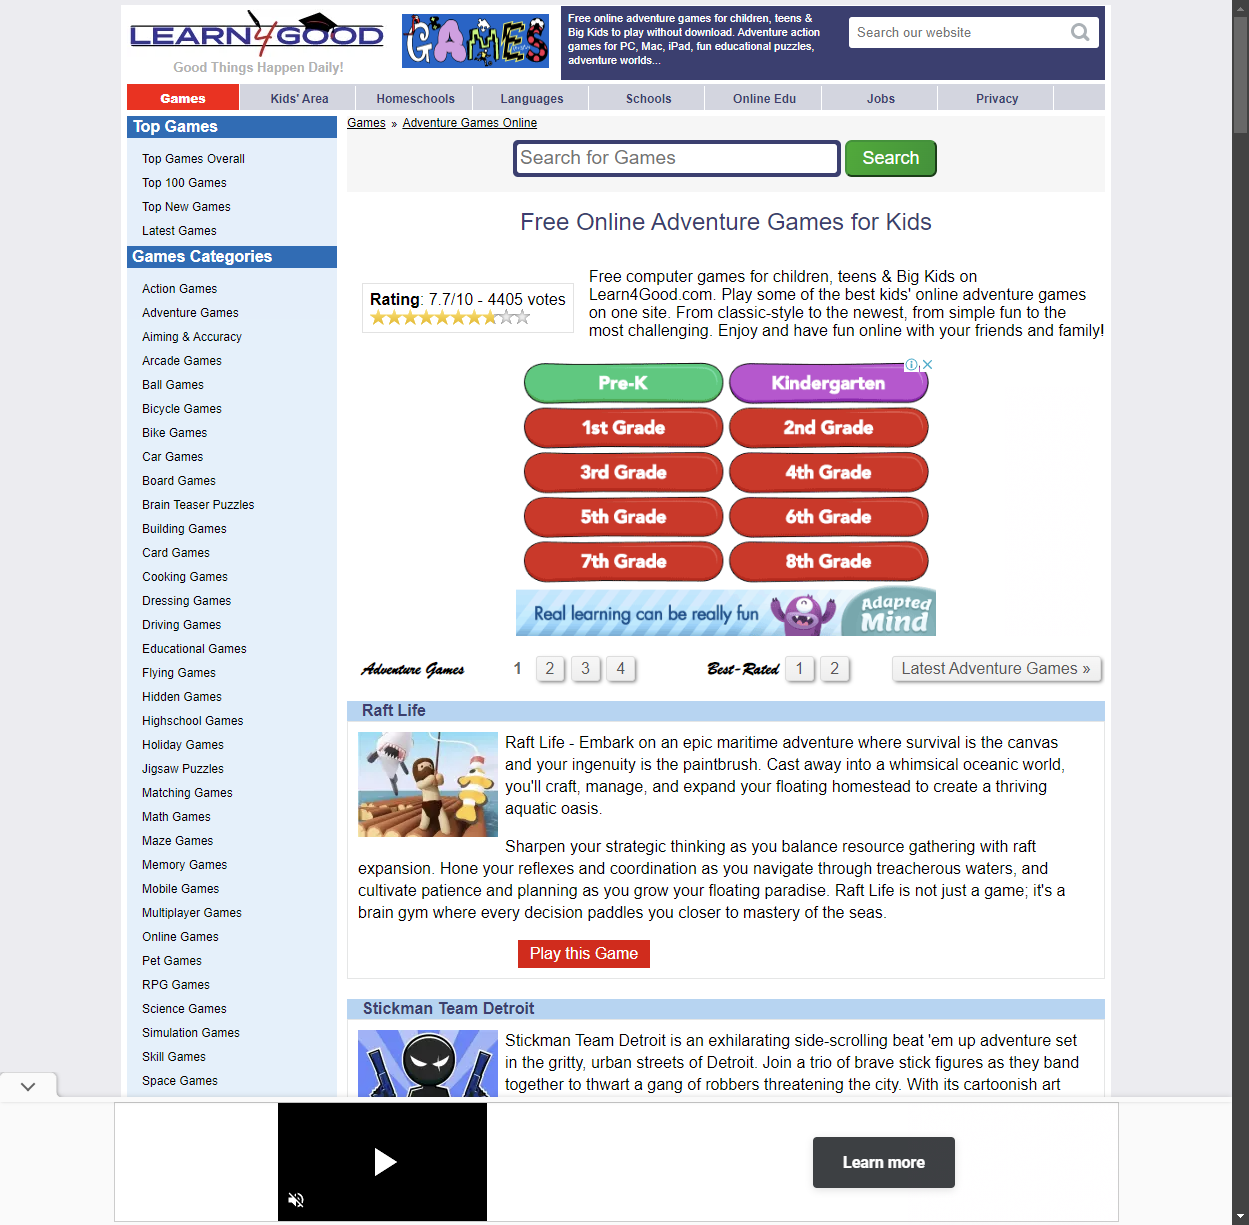 LEARN4GOOD
Good Things Happen Daily!
GAMES
Free online adventure games for children, teens &
Big Kids to play without download. Adventure action
games for PC, Mac, iPad, fun educational puzzles,
adventure worlds...
Search our website
Games
Kids' Area
Homeschools
Languages
Schools
Online Edu
Jobs
Privacy
Top Games
Top Games Overall
Top 100 Games
Top New Games
Latest Games
Games Categories
Action Games
Adventure Games
Aiming & Accuracy
Arcade Games
Ball Games
Bicycle Games
Bike Games
Car Games
Board Games
Brain Teaser Puzzles
Building Games
Card Games
Cooking Games
Dressing Games
Driving Games
Educational Games
Flying Games
Hidden Games
Highschool Games
Holiday Games
Jigsaw Puzzles
Matching Games
Math Games
Maze Games
Memory Games
Mobile Games
Multiplayer Games
Online Games
Pet Games
RPG Games
Science Games
Simulation Games
Skill Games
Space Games
Games » Adventure Games Online
Search for Games
Search
Free Online Adventure Games for Kids
Rating: 7.7/10 - 4405 votes
Free computer games for children, teens & Big Kids on
Learn4Good.com. Play some of the best kids' online adventure games
on one site. From classic-style to the newest, from simple fun to the
most challenging. Enjoy and have fun online with your friends and family!
Pre-K
Kindergarten
1st Grade
2nd Grade
3rd Grade
4th Grade
5th Grade
6th Grade
7th Grade
8th Grade
Real learning can be really fun
Adapted
Mind
Adventure Games 1 2 3 4
Best-Rated 1 2
Latest Adventure Games »
Raft Life
Raft Life - Embark on an epic maritime adventure where survival is the canvas
and your ingenuity is the paintbrush. Cast away into a whimsical oceanic world,
you'll craft, manage, and expand your floating homestead to create a thriving
aquatic oasis.
Sharpen your strategic thinking as you balance resource gathering with raft
expansion. Hone your reflexes and coordination as you navigate through treacherous waters, and
cultivate patience and planning as you grow your floating paradise. Raft Life is not just a game; it's a
brain gym where every decision paddles you closer to mastery of the seas.
Play this Game
Stickman Team Detroit
Stickman Team Detroit is an exhilarating side-scrolling beat 'em up adventure set
in the gritty, urban streets of Detroit. Join a trio of brave stick figures as they band
together to thwart a gang of robbers threatening the city. With its cartoonish art
Learn more